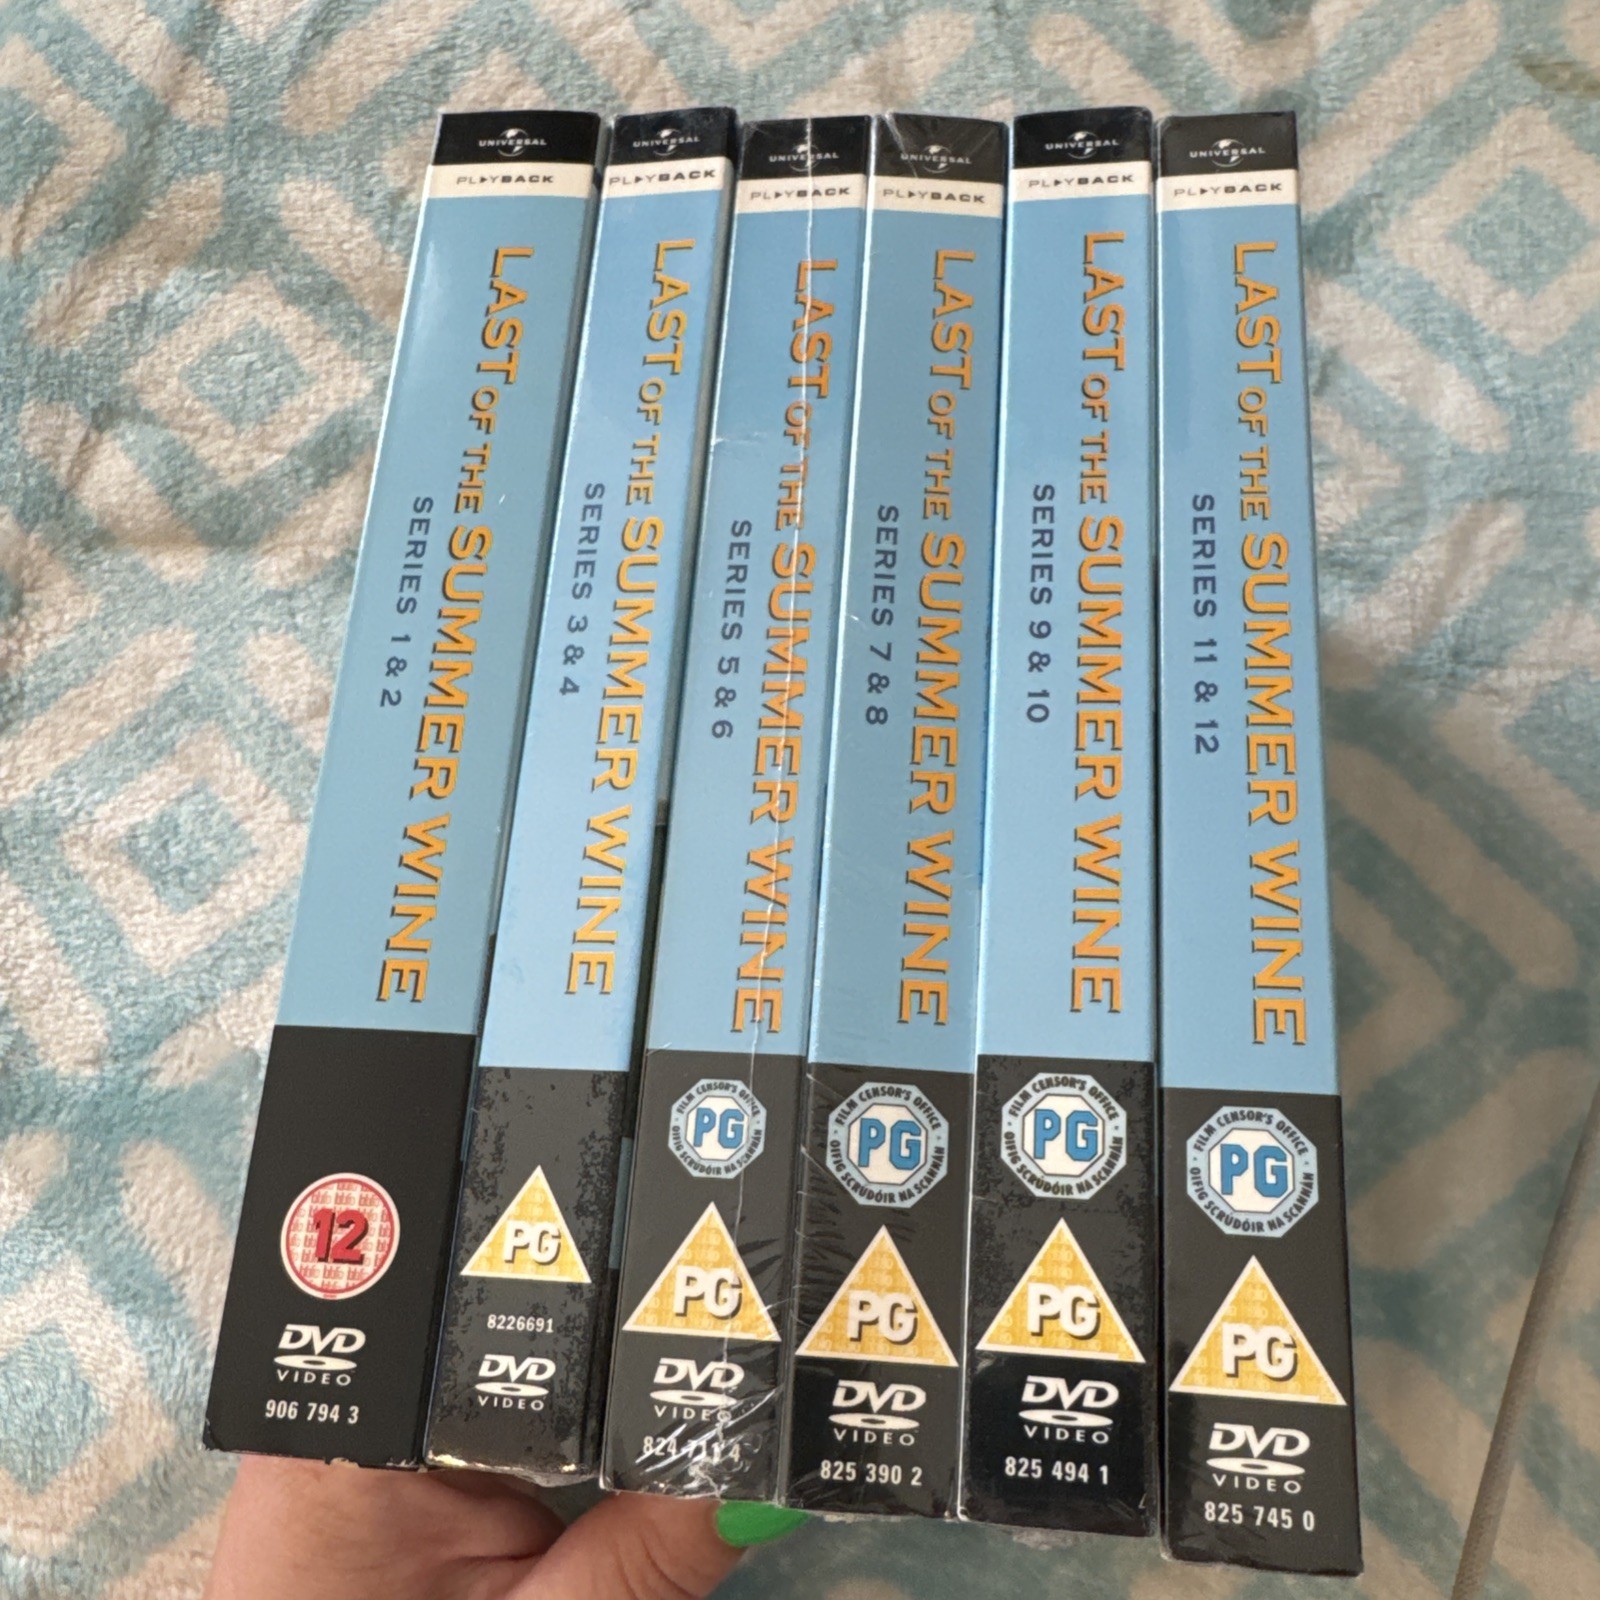 UNIVERSAL
PLAYBACK
LAST OF THE SUMMER WINE
SERIES 1 & 2
12
DVD
VIDEO
906 794 3
UNIVERSAL
PLAYBACK
LAST OF THE SUMMER WINE
SERIES 3 & 4
PG
8226691
DVD
VIDEO
UNIVERSAL
PLAYBACK
LAST OF THE SUMMER WINE
SERIES 5 & 6
FILM CENSOR'S OFFICE
PG
OIFIG SCRÚDÓIR NA SCANNÁN
PG
DVD
VIDEO
824 711 4
UNIVERSAL
PLAYBACK
LAST OF THE SUMMER WINE
SERIES 7 & 8
FILM CENSOR'S OFFICE
PG
OIFIG SCRÚDÓIR NA SCANNÁN
PG
DVD
VIDEO
825 390 2
UNIVERSAL
PLAYBACK
LAST OF THE SUMMER WINE
SERIES 9 & 10
FILM CENSOR'S OFFICE
PG
OIFIG SCRÚDÓIR NA SCANNÁN
PG
DVD
VIDEO
825 494 1
UNIVERSAL
PLAYBACK
LAST OF THE SUMMER WINE
SERIES 11 & 12
FILM CENSOR'S OFFICE
PG
OIFIG SCRÚDÓIR NA SCANNÁN
PG
DVD
VIDEO
825 745 0